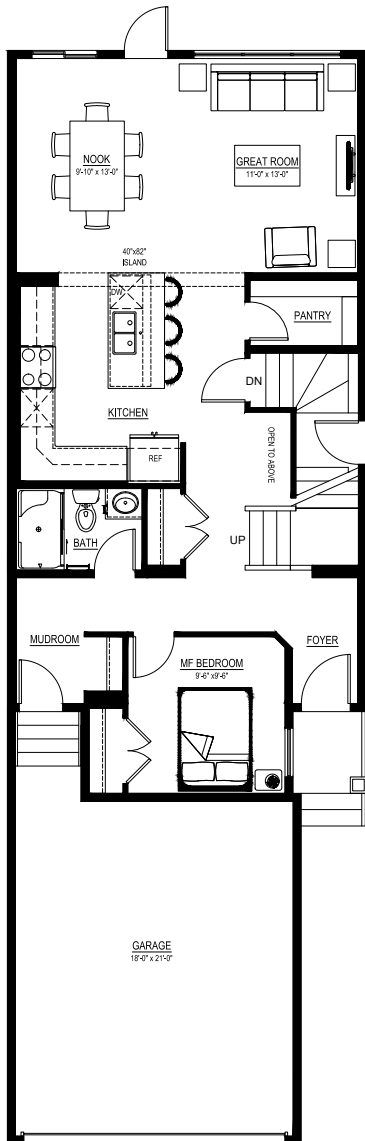 NOOK
9'-10" x 13'-0"
GREAT ROOM
11'-0" x 13'-0"
40"x82"
ISLAND
DW
PANTRY
DN
KITCHEN
REF
OPEN TO ABOVE
UP
BATH
MUDROOM
FOYER
MF BEDROOM
9'-6" x9'-6"
GARAGE
18'-0" x 21'-0"